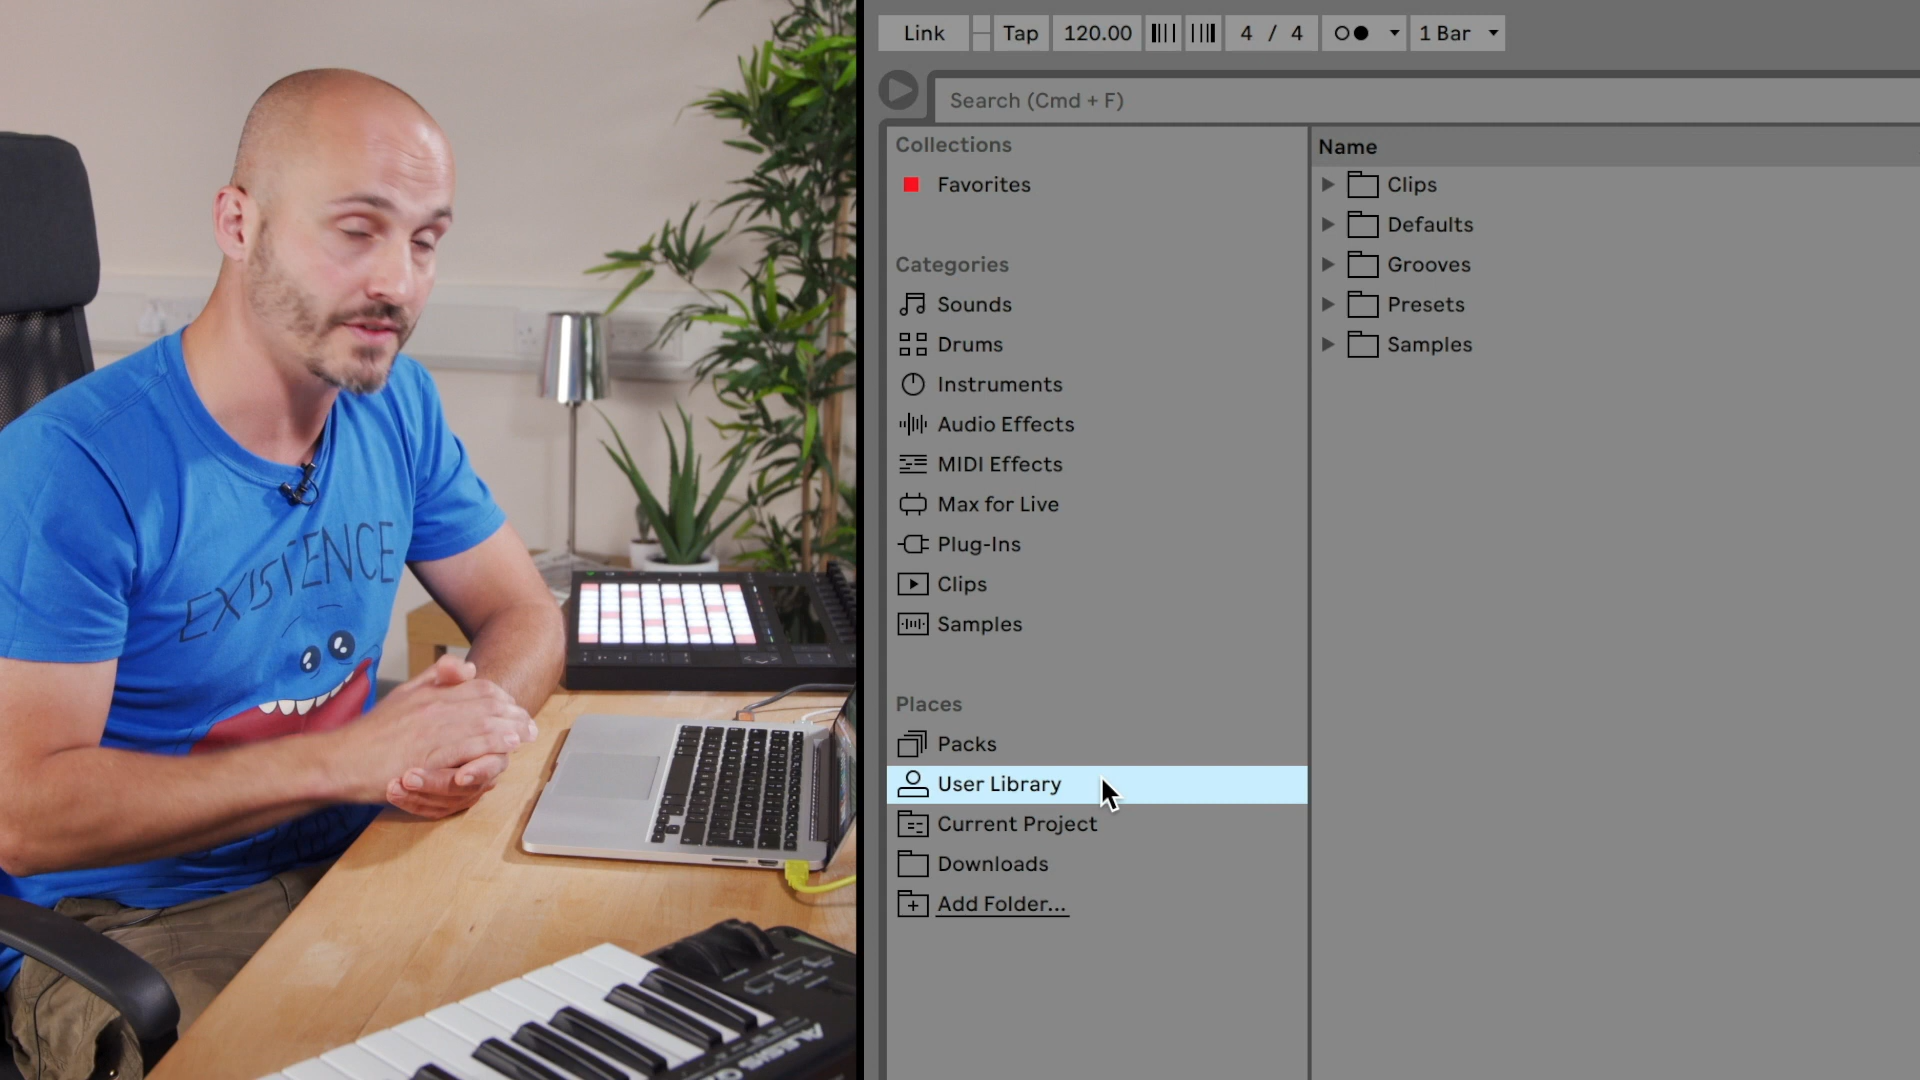 Link
Tap
120.00
4 / 4
1 Bar
Search (Cmd + F)
Collections
Favorites
Categories
Sounds
Drums
Instruments
Audio Effects
MIDI Effects
Max for Live
Plug-Ins
Clips
Samples
Places
Packs
User Library
Current Project
Downloads
Add Folder...
Name
Clips
Defaults
Grooves
Presets
Samples
EXISTENCE
ALESIS